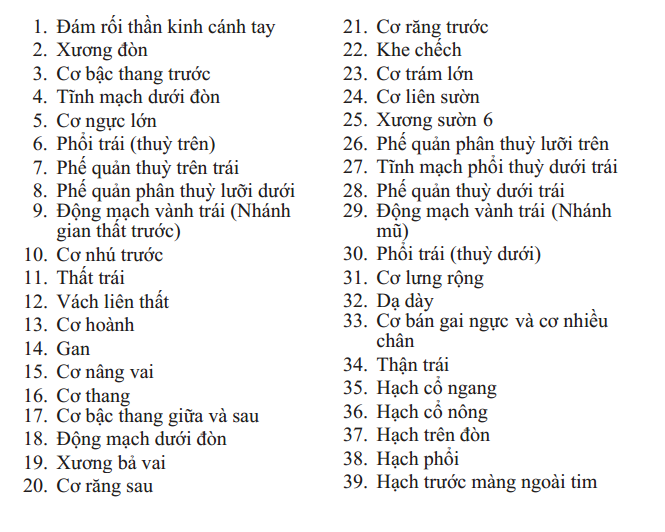 1. Đám rối thần kinh cánh tay
2. Xương đòn
3. Cơ bậc thang trước
4. Tĩnh mạch dưới đòn
5. Cơ ngực lớn
6. Phổi trái (thuỳ trên)
7. Phế quản thuỳ trên trái
8. Phế quản phân thuỳ lưỡi dưới
9. Động mạch vành trái (Nhánh
gian thất trước)
10. Cơ nhú trước
11. Thất trái
12. Vách liên thất
13. Cơ hoành
14. Gan
15. Cơ nâng vai
16. Cơ thang
17. Cơ bậc thang giữa và sau
18. Động mạch dưới đòn
19. Xương bả vai
20. Cơ răng sau
21. Cơ răng trước
22. Khe chếch
23. Cơ trám lớn
24. Cơ liên sườn
25. Xương sườn 6
26. Phế quản phân thuỳ lưỡi trên
27. Tĩnh mạch phổi thuỳ dưới trái
28. Phế quản thuỳ dưới trái
29. Động mạch vành trái (Nhánh
mũ)
30. Phổi trái (thuỳ dưới)
31. Cơ lưng rộng
32. Dạ dày
33. Cơ bán gai ngực và cơ nhiều
chân
34. Thận trái
35. Hạch cổ ngang
36. Hạch cổ nông
37. Hạch trên đòn
38. Hạch phổi
39. Hạch trước màng ngoài tim